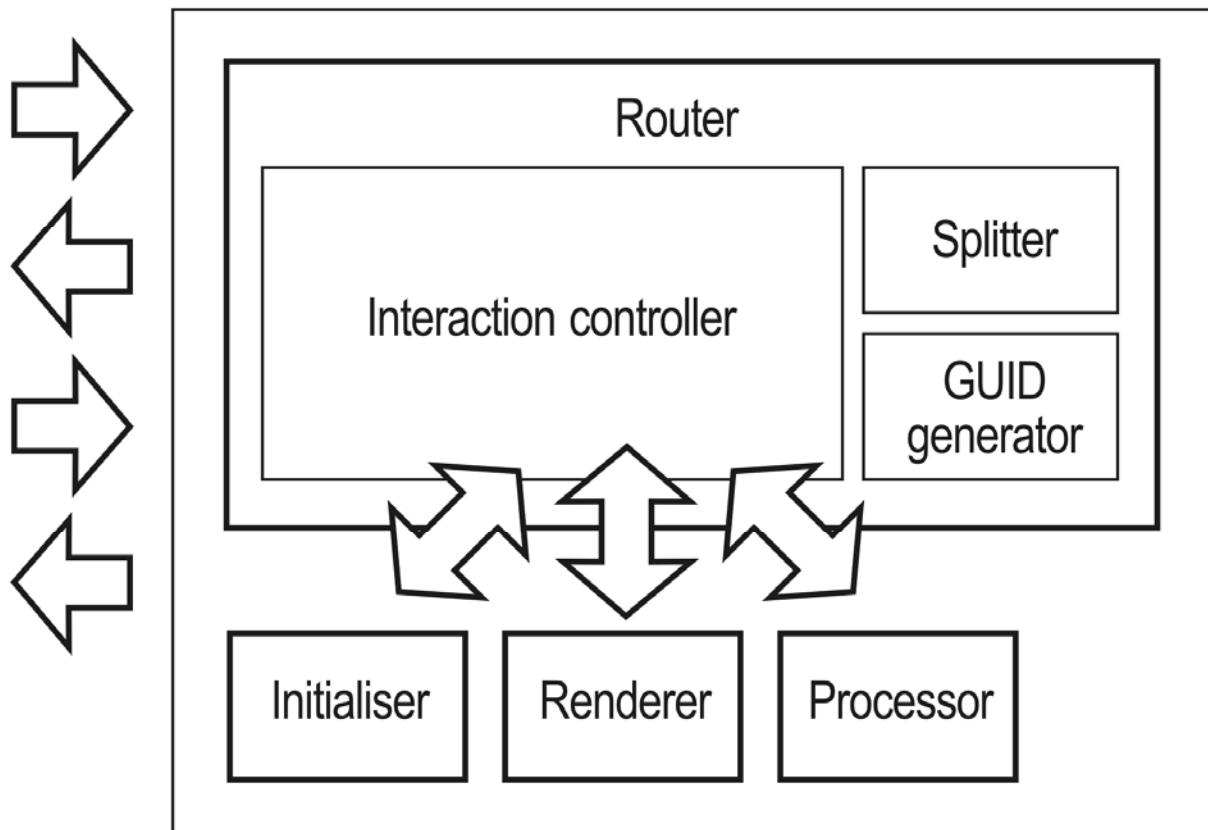 Router
Interaction controller
Splitter
GUID
generator
Initialiser
Renderer
Processor